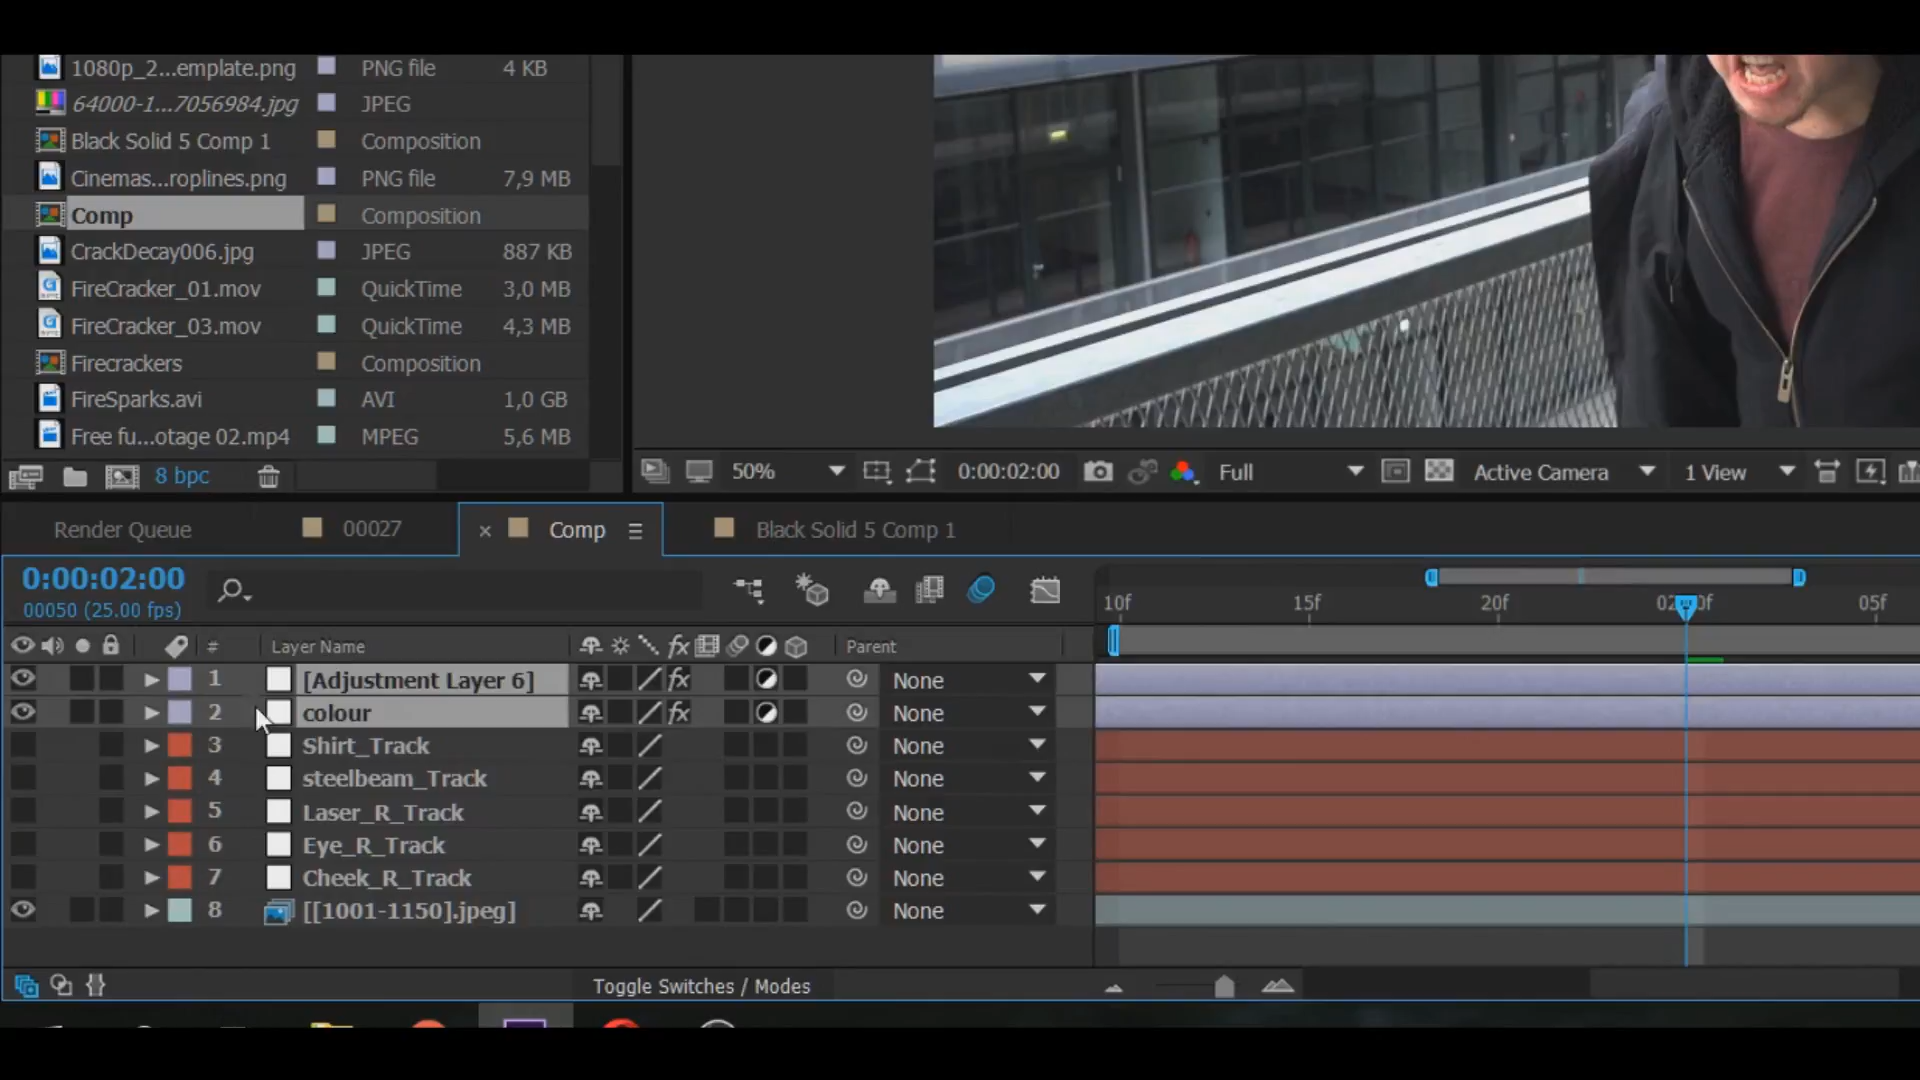 1080p_2...emplate.png PNG file 4 KB
64000-1...7056984.jpg JPEG
Black Solid 5 Comp 1 Composition
Cinemas...roplines.png PNG file 7,9 MB
Comp Composition
CrackDecay006.jpg JPEG 887 KB
FireCracker_01.mov QuickTime 3,0 MB
FireCracker_03.mov QuickTime 4,3 MB
Firecrackers Composition
FireSparks.avi AVI 1,0 GB
Free fu...otage 02.mp4 MPEG 5,6 MB
8 bpc
50% 0:00:02:00 Full Active Camera 1 View
Render Queue 00027 Comp Black Solid 5 Comp 1
0:00:02:00
00050 (25.00 fps)
10f 15f 20f 05f
# Layer Name fx Parent
1 [Adjustment Layer 6] fx None
2 colour fx None
3 Shirt_Track None
4 steelbeam_Track None
5 Laser_R_Track None
6 Eye_R_Track None
7 Cheek_R_Track None
8 [[1001-1150].jpeg] None
Toggle Switches / Modes